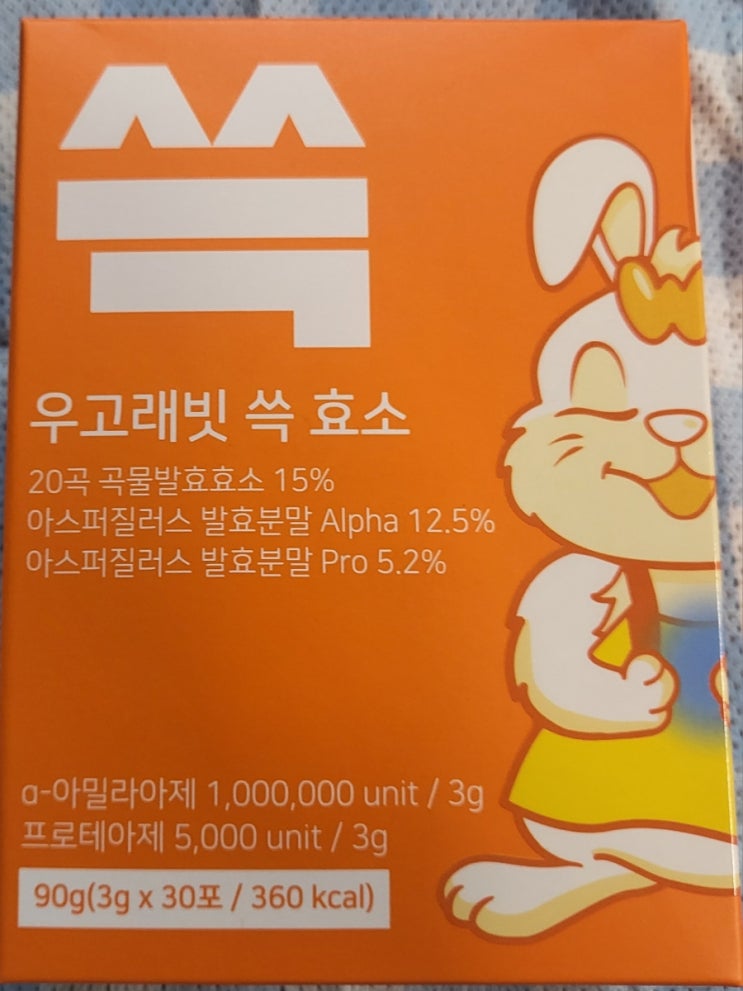 쓱
우고래빗 쓱 효소
20곡 곡물발효효소 15%
아스퍼질러스 발효분말 Alpha 12.5%
아스퍼질러스 발효분말 Pro 5.2%
α-아밀라아제 1,000,000 unit / 3g
프로테아제 5,000 unit / 3g
90g(3g x 30포 / 360 kcal)